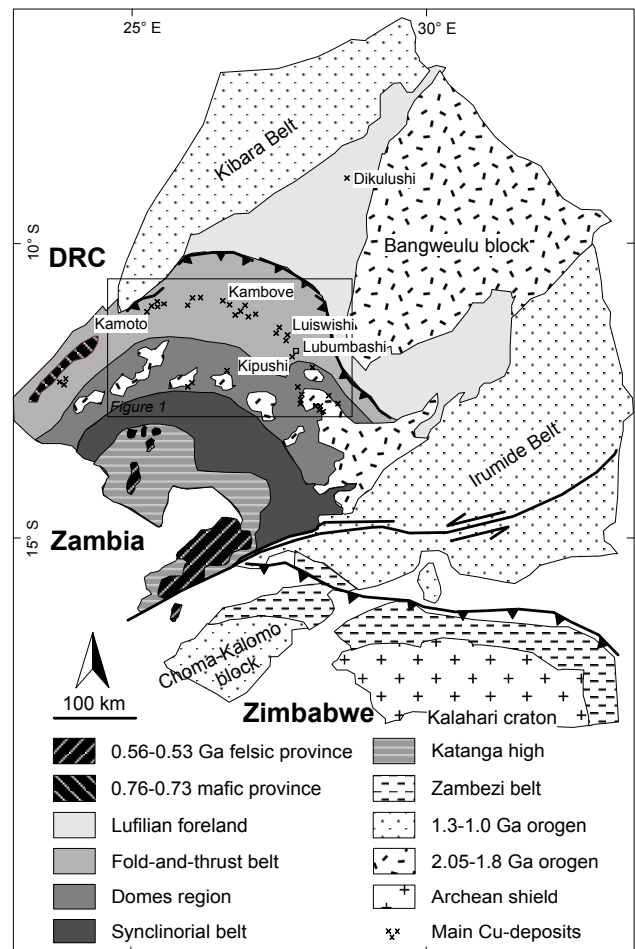 25° E
30° E
Kibara Belt
Dikulushi
10° S
DRC
Bangweulu block
Kambove
Kamoto
Luiswishi
Lubumbashi
Kipushi
Figure 1
Irumide Belt
15° S
Zambia
Choma-Kalomo
block
100 km
Zimbabwe
Kalahari craton
0.56-0.53 Ga felsic province
Katanga high
0.76-0.73 mafic province
Zambezi belt
Lufilian foreland
1.3-1.0 Ga orogen
Fold-and-thrust belt
2.05-1.8 Ga orogen
Domes region
Archean shield
Synclinorial belt
Main Cu-deposits